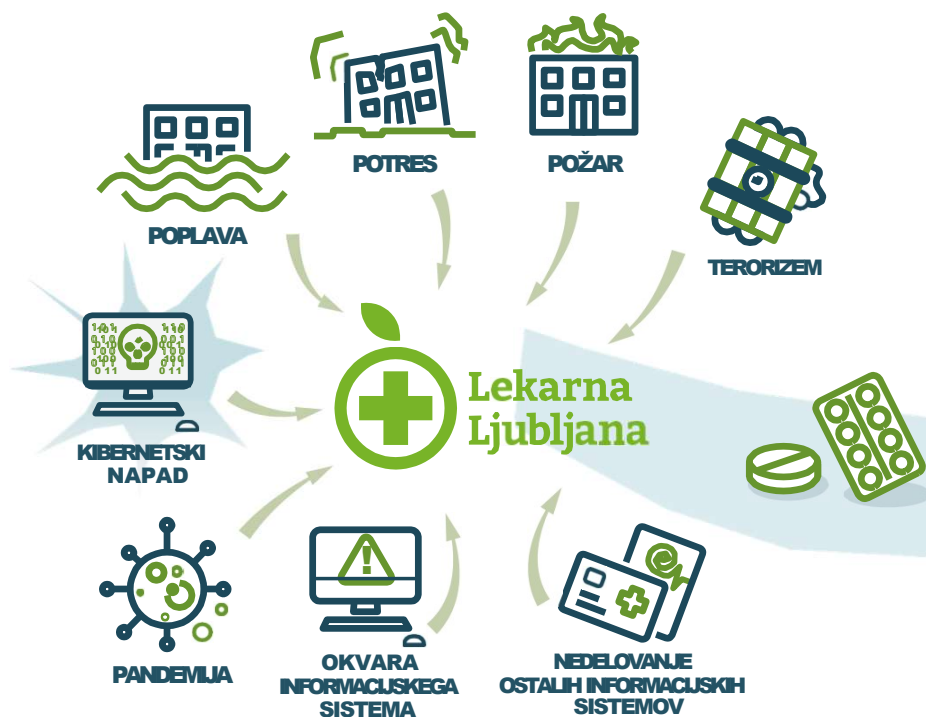 POTRES
POŽAR
POPLAVA
TERORIZEM
Lekarna
Ljubljana
KIBERNETSKI
NAPAD
PANDEMIJA
OKVARA
INFORMACIJSKEGA
SISTEMA
NEDELOVANJE
OSTALIH INFORMACIJSKIH
SISTEMOV